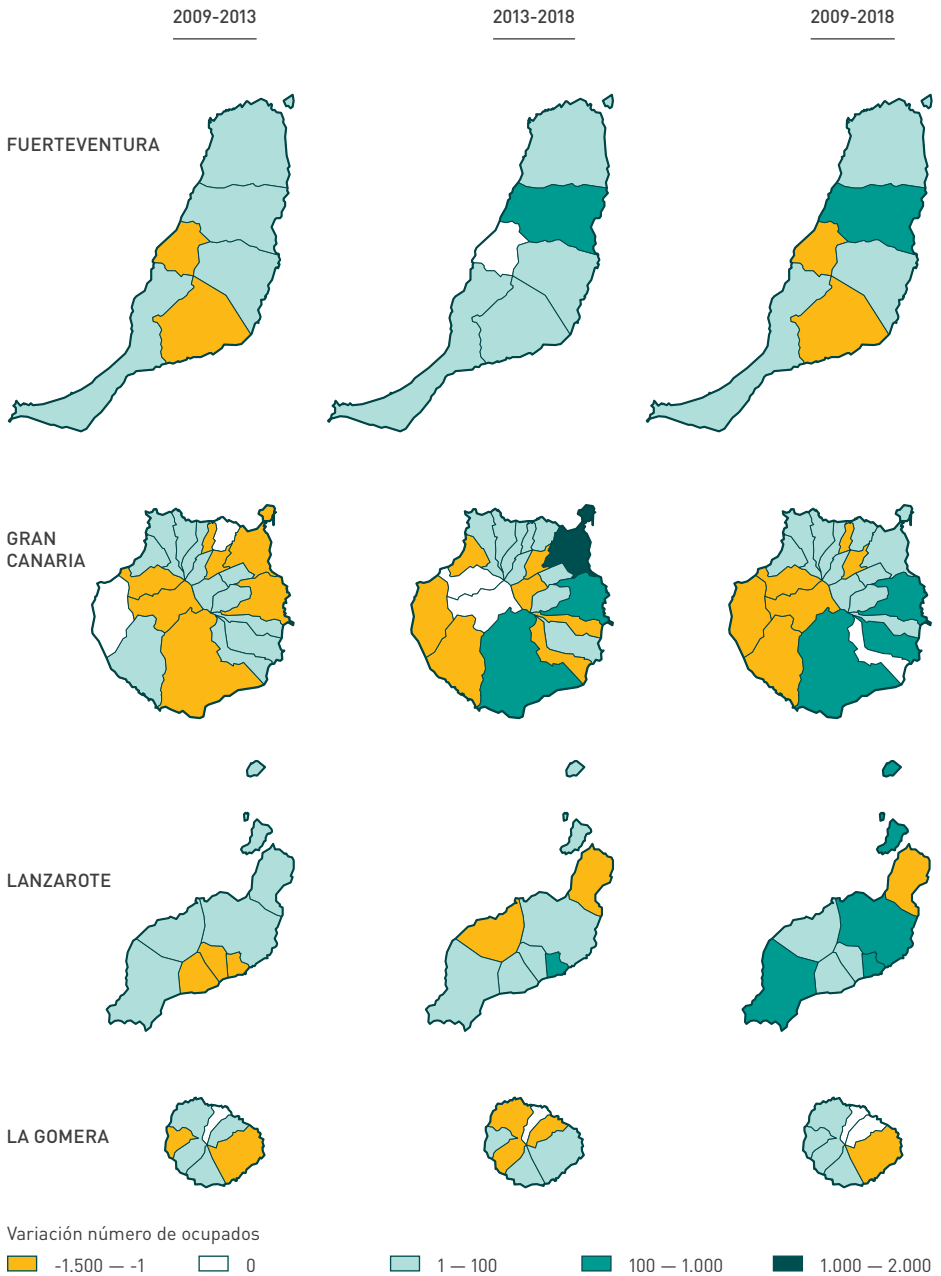 2009-2013
2013-2018
2009-2018
FUERTEVENTURA
GRAN
CANARIA
LANZAROTE
LA GOMERA
Variación número de ocupados
-1.500 — -1
0
1 — 100
100 — 1.000
1.000 — 2.000